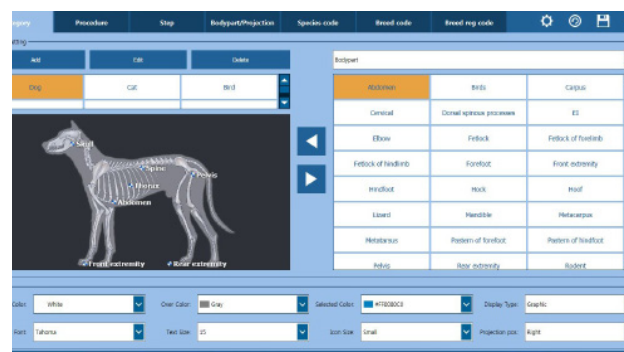 egory Procedure Step Bodypart/Projection Species code Breed code Breed reg code
Add Edit Delete Bodypart
Dog Cat Bird
Abdomen Birds Carpus
Cervical Dorsal spinous processes ES
Elbow Fetlock Fetlock of forelimb
Fetlock of hindlimb Forefoot Front extremity
Hindfoot Hock Hoof
Lizard Mandible Metacarpus
Metatarsus Pastern of forefoot Pastern of hindfoot
Pelvis Rear extremity Rodent
Skull
Spine
Pelvis
Thorax
Abdomen
Front extremity Rear extremity
Color: White Over Color: Gray Selected Color: Display Type: Graphic
Font: Tahoma Text Size: 15 Icon Size: Small Projection pos: Right